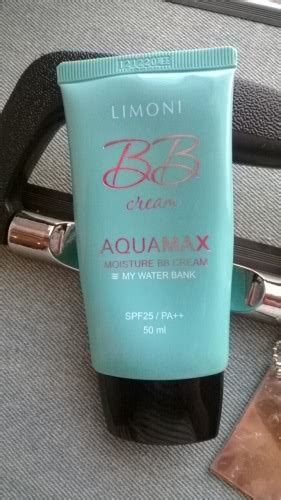 LIMONI
BB
cream
AQUAMAX
MOISTURE BB CREAM
MY WATER BANK
SPF25 / PA++
50 ml